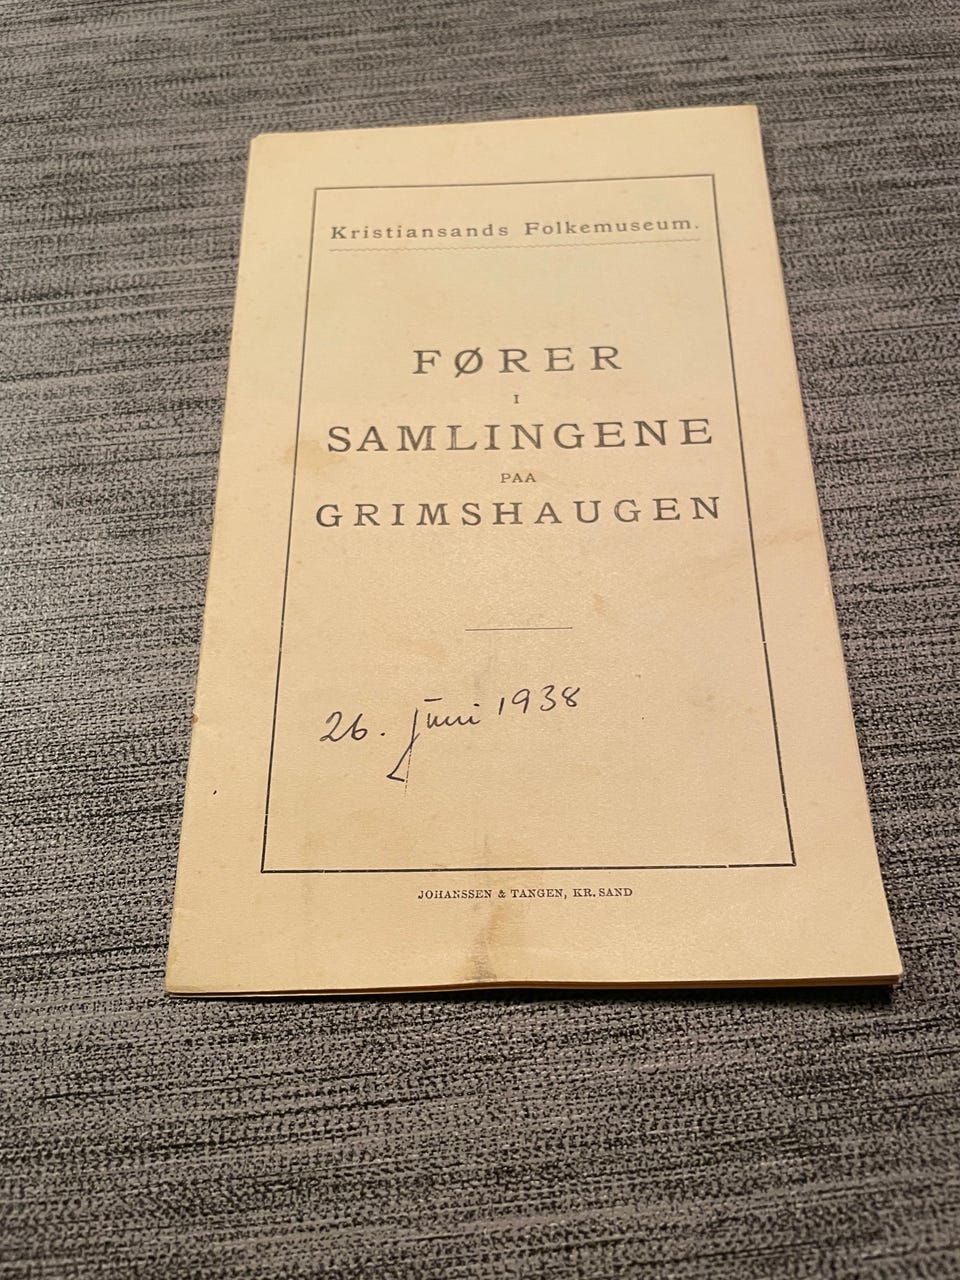 Kristiansands Folkemuseum.
FØRER
I
SAMLINGENE
PAA
GRIMSHAUGEN
26. juni 1938
JOHANSSEN & TANGEN, KR. SAND